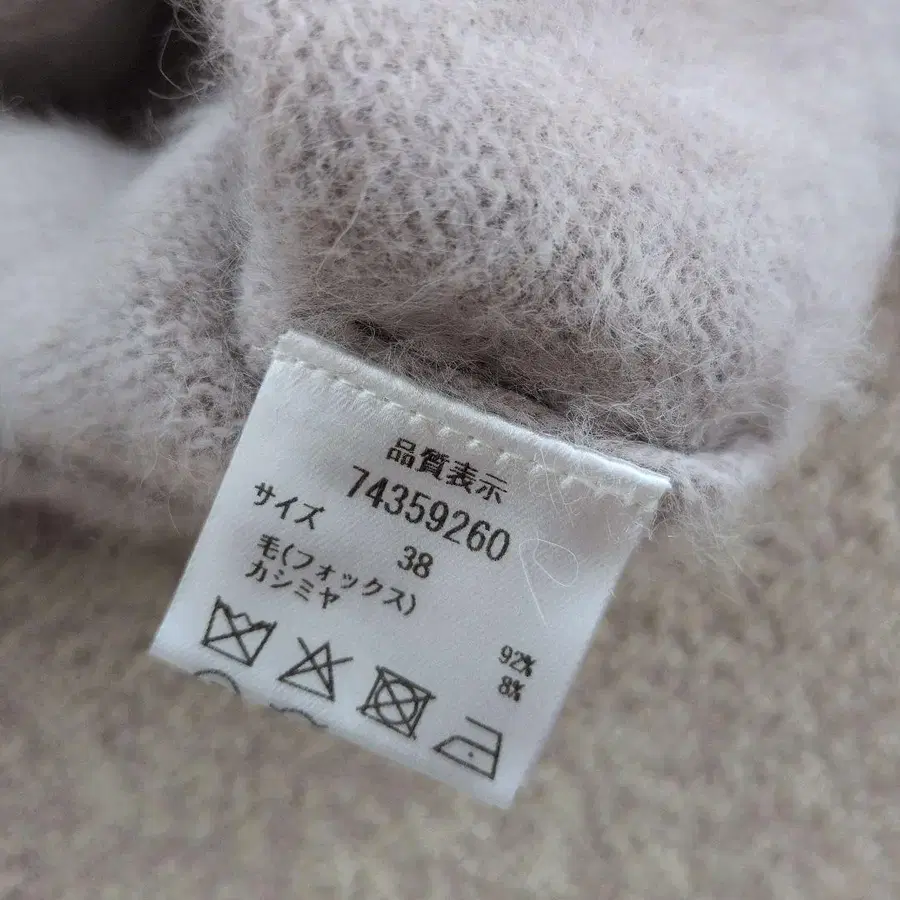 品質表示
74359260
サイズ 38
毛(フォックス) 92%
カシミヤ 8%